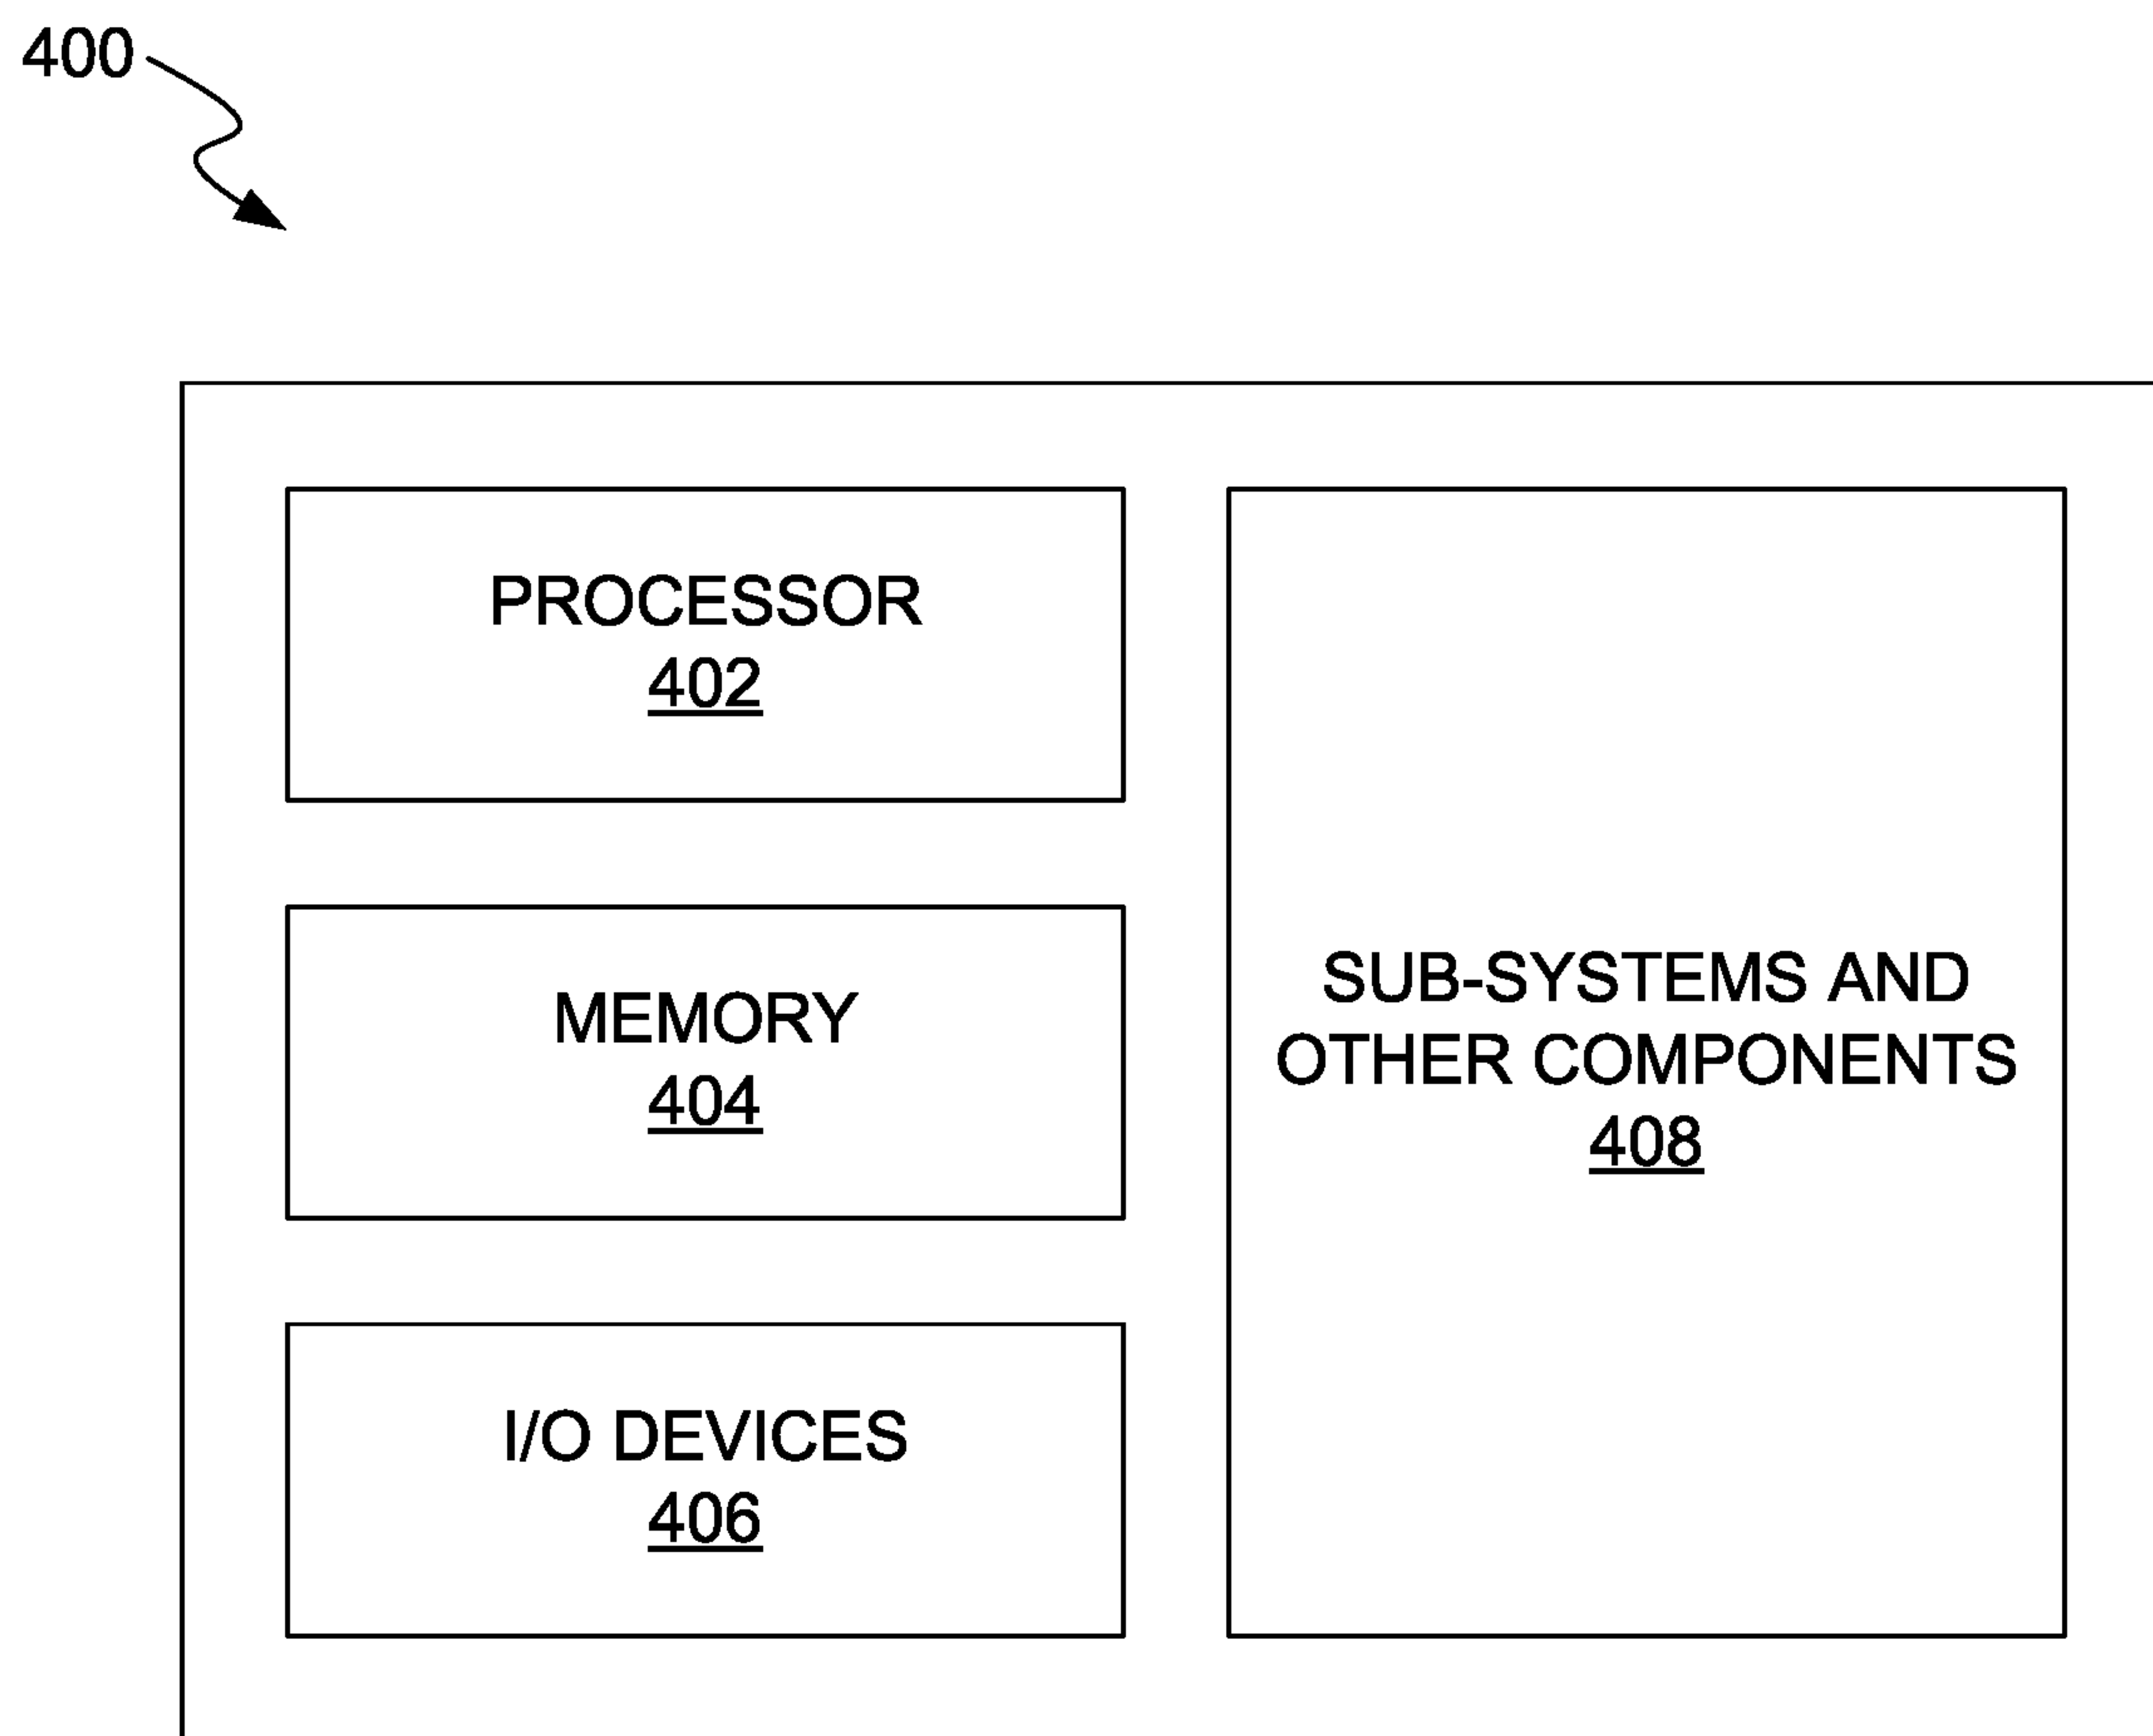 400
PROCESSOR
402
MEMORY
404
I/O DEVICES
406
SUB-SYSTEMS AND
OTHER COMPONENTS
408